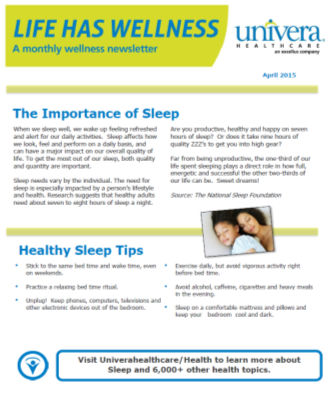 LIFE HAS WELLNESS
A monthly wellness newsletter
univera
HEALTHCARE
an excellus company
April 2015
The Importance of Sleep
When we sleep well, we wake up feeling refreshed
and alert for our daily activities. Sleep affects how
we look, feel and perform on a daily basis, and
can have a major impact on our overall quality of
life. To get the most out of our sleep, both quality
and quantity are important.
Sleep needs vary by the individual. The need for
sleep is especially impacted by a person's lifestyle
and health. Research suggests that healthy adults
need about seven to eight hours of sleep a night.
Are you productive, healthy and happy on seven
hours of sleep? Or does it take nine hours of
quality ZZZ's to get you into high gear?
Far from being unproductive, the one-third of our
life spent sleeping plays a direct role in how full,
energetic and successful the other two-thirds of
our life can be. Sweet dreams!
Source: The National Sleep Foundation
Healthy Sleep Tips
• Stick to the same bed time and wake time, even
on weekends.
• Practice a relaxing bed time ritual.
• Unplug! Keep phones, computers, televisions and
other electronic devices out of the bedroom.
• Exercise daily, but avoid vigorous activity right
before bed time.
• Avoid alcohol, caffeine, cigarettes and heavy meals
in the evening.
• Sleep on a comfortable mattress and pillows and
keep your bedroom cool and dark.
Visit Univerahealthcare/Health to learn more about
Sleep and 6,000+ other health topics.